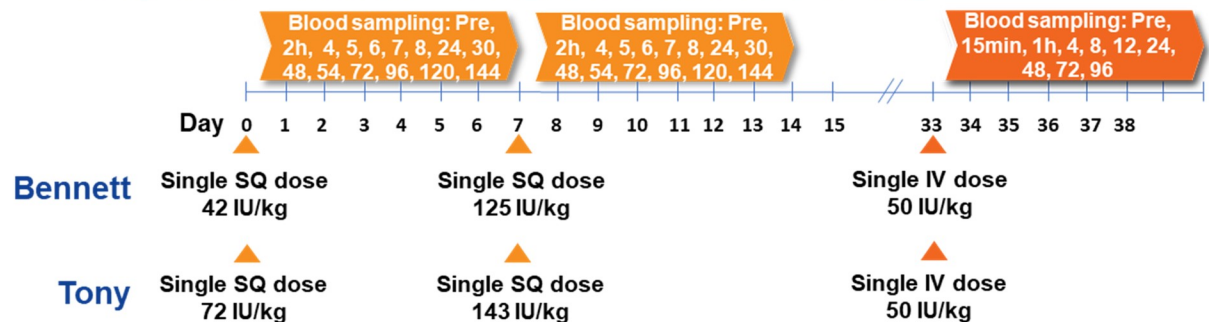 Blood sampling: Pre,
2h, 4, 5, 6, 7, 8, 24, 30,
48, 54, 72, 96, 120, 144
Blood sampling: Pre,
2h, 4, 5, 6, 7, 8, 24, 30,
48, 54, 72, 96, 120, 144
Blood sampling: Pre,
15min, 1h, 4, 8, 12, 24,
48, 72, 96
Day 0 1 2 3 4 5 6 7 8 9 10 11 12 13 14 15 33 34 35 36 37 38
Bennett
Single SQ dose
42 IU/kg
Single SQ dose
125 IU/kg
Single IV dose
50 IU/kg
Tony
Single SQ dose
72 IU/kg
Single SQ dose
143 IU/kg
Single IV dose
50 IU/kg